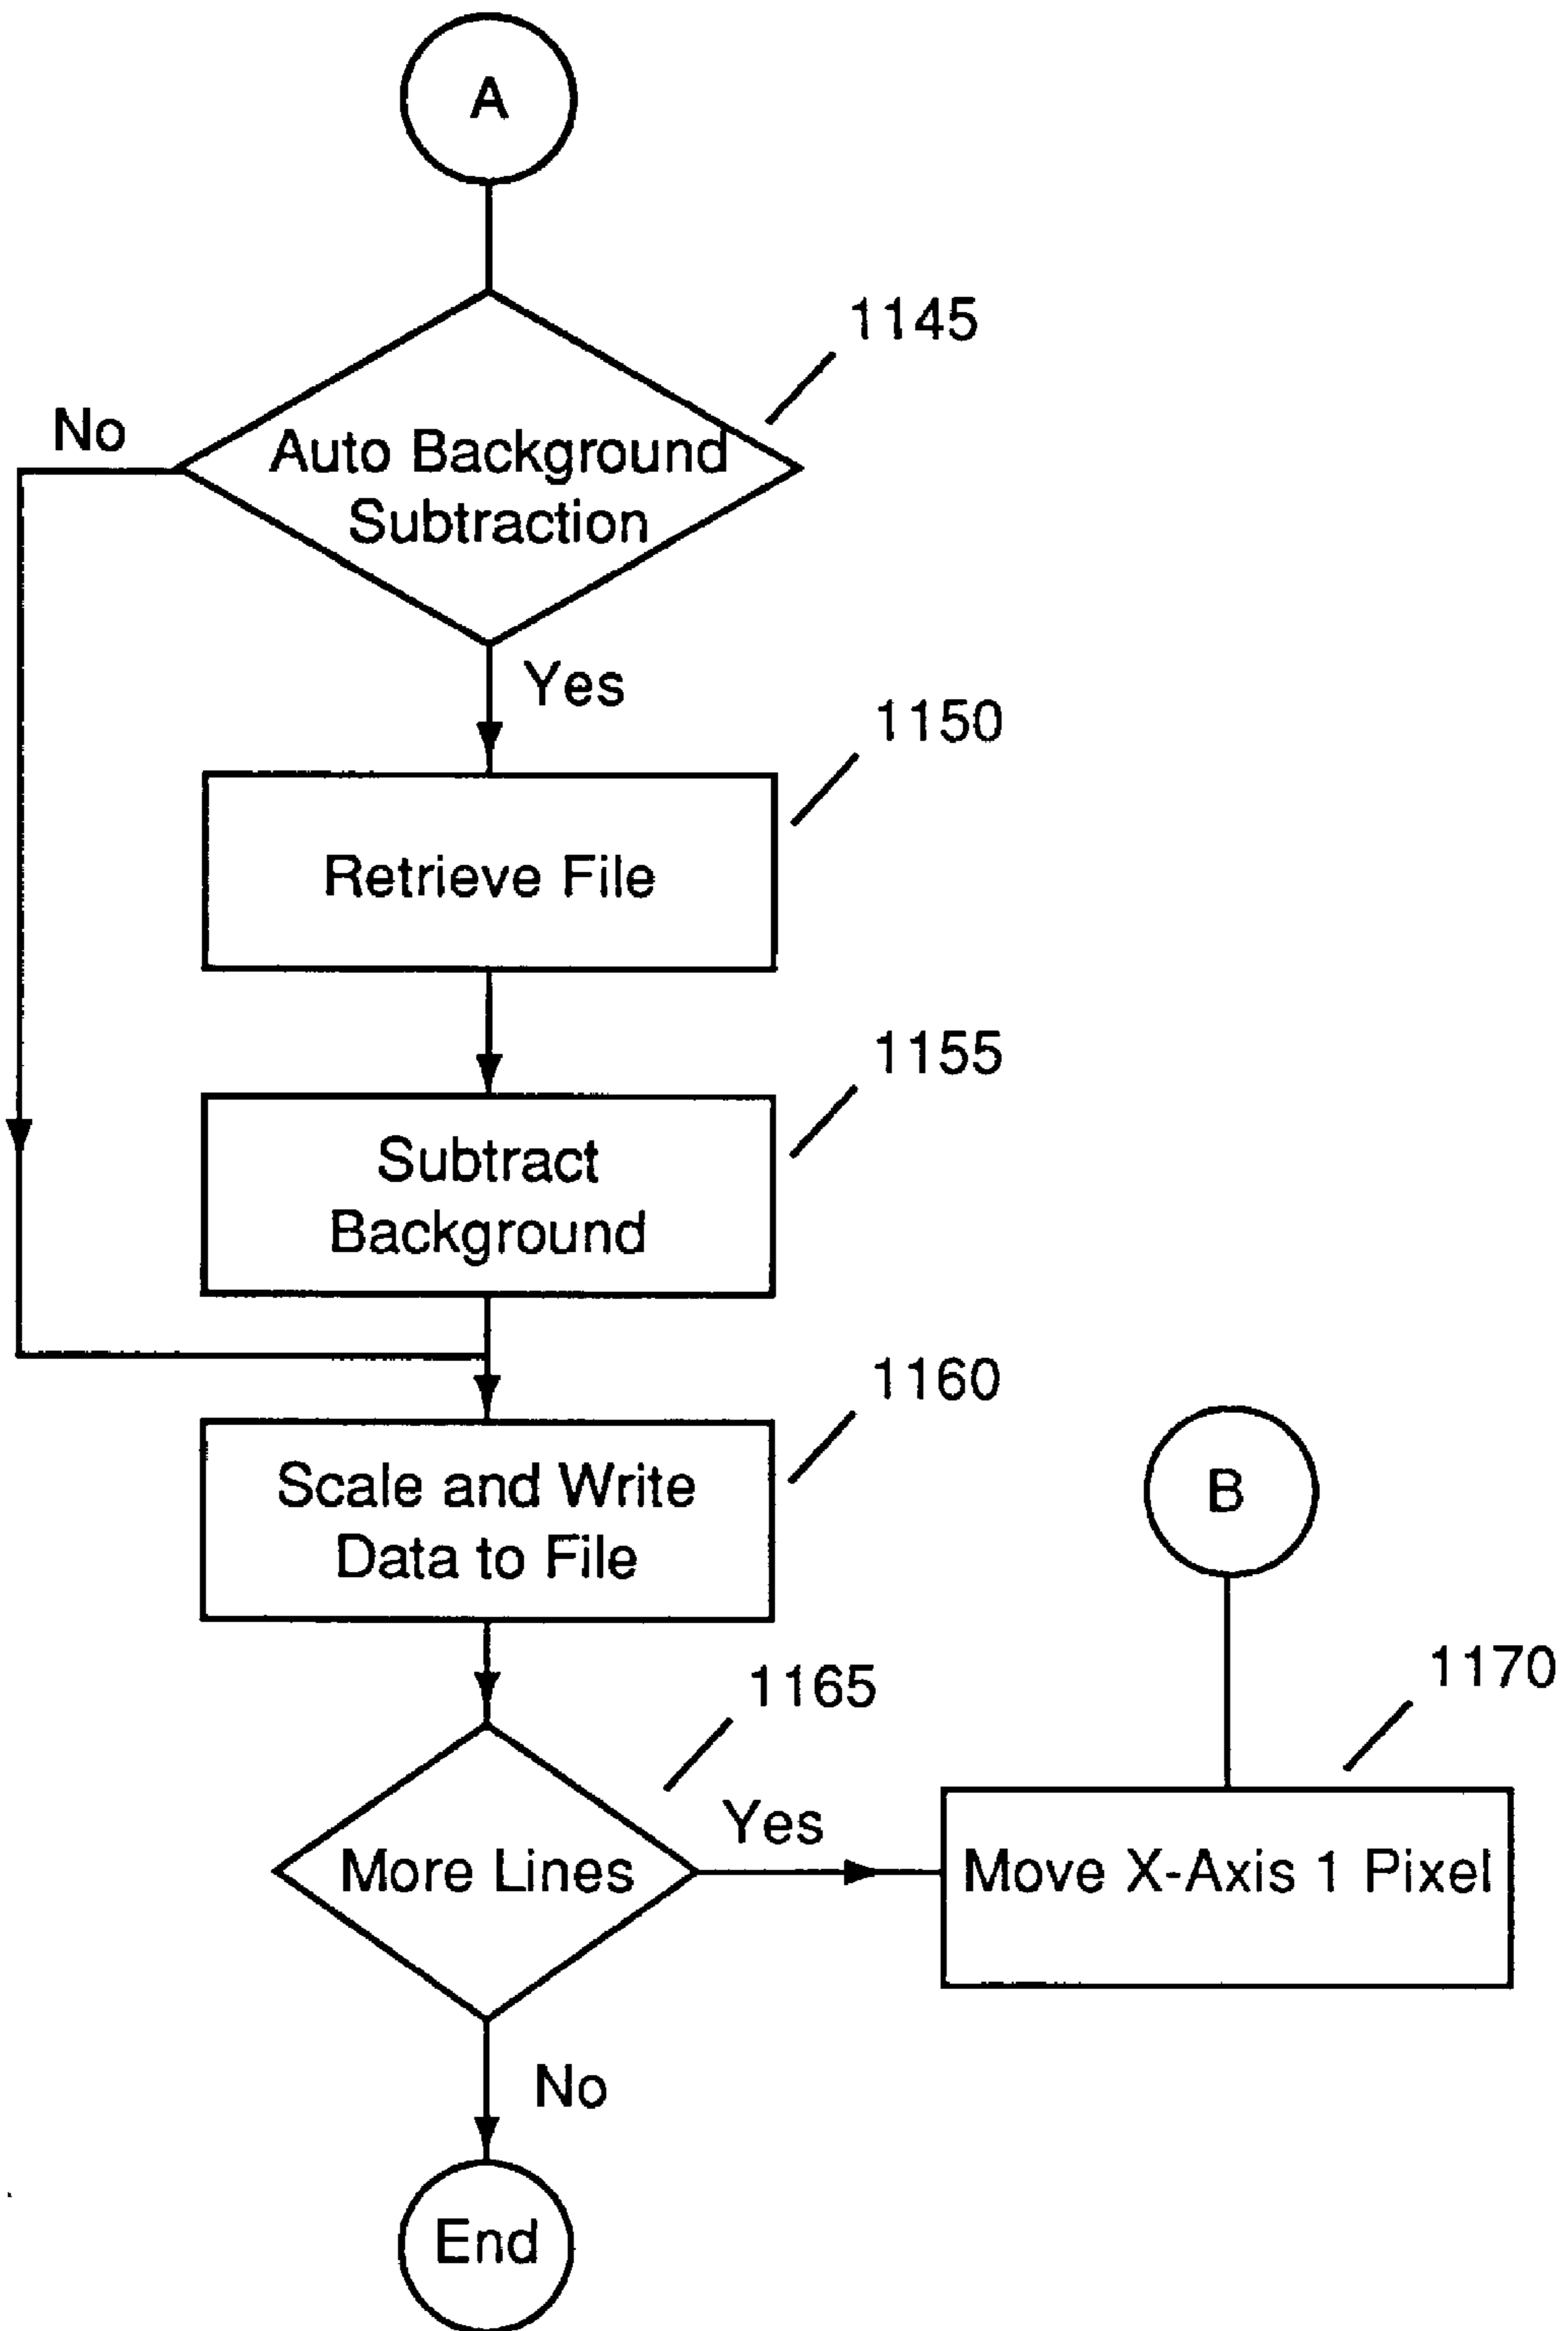 A
1145
No
Auto Background
Subtraction
Yes
1150
Retrieve File
1155
Subtract
Background
1160
Scale and Write
Data to File
B
1165
1170
Yes
More Lines
Move X-Axis 1 Pixel
No
End